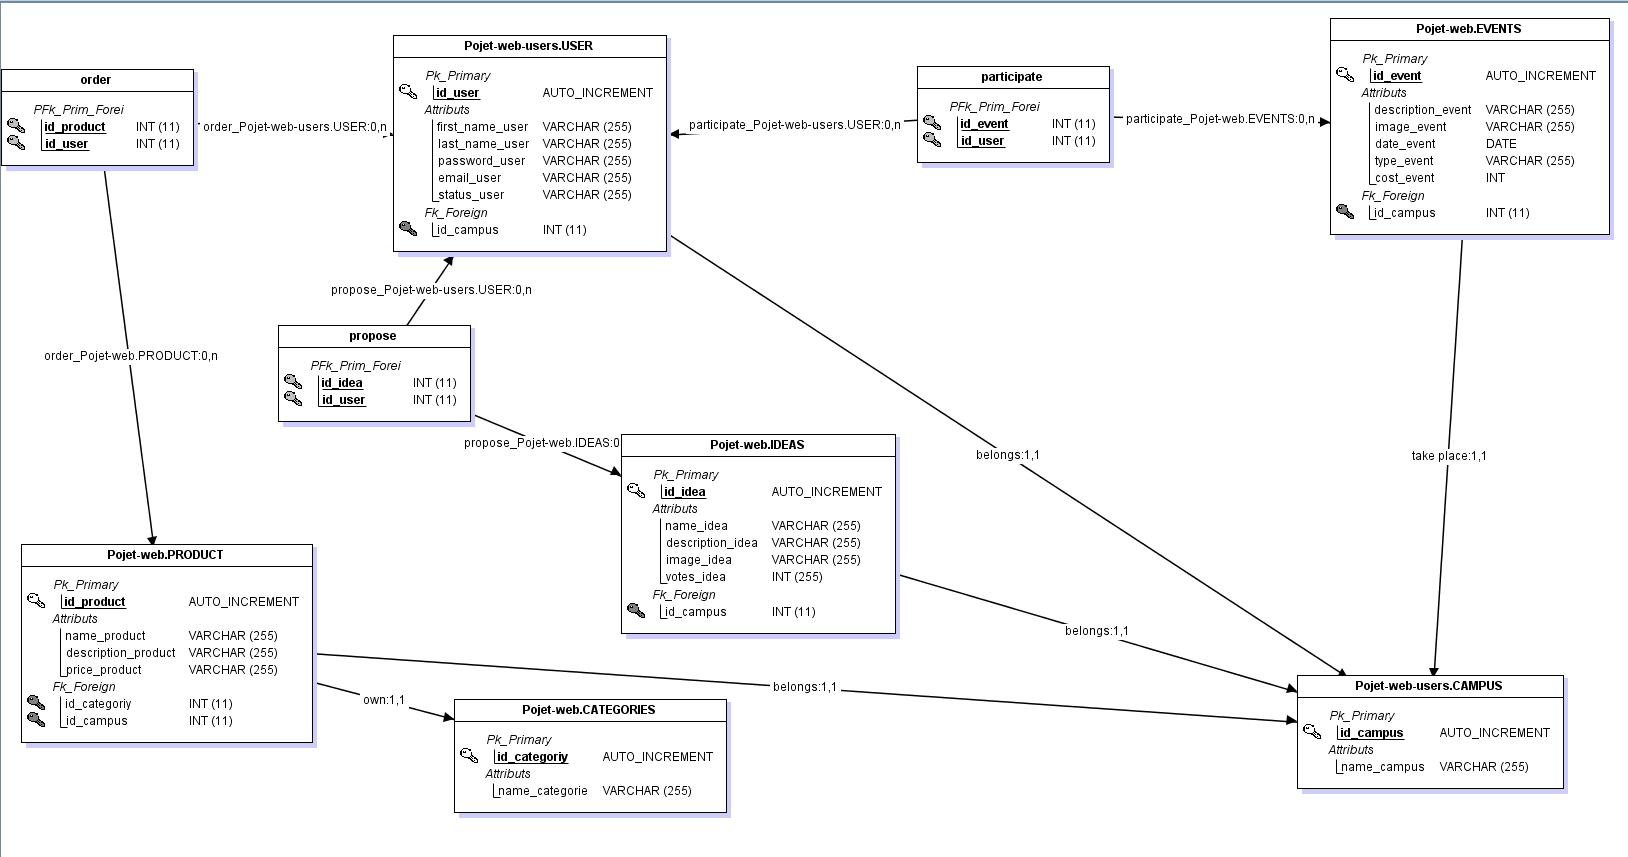 order
PFk_Prim_Forei
id_product INT (11)
id_user INT (11)
order_Pojet-web-users.USER:0,n
Pojet-web-users.USER
Pk_Primary
id_user AUTO_INCREMENT
Attributs
first_name_user VARCHAR (255)
last_name_user VARCHAR (255)
password_user VARCHAR (255)
email_user VARCHAR (255)
status_user VARCHAR (255)
Fk_Foreign
id_campus INT (11)
participate_Pojet-web-users.USER:0,n
participate
PFk_Prim_Forei
id_event INT (11)
id_user INT (11)
participate_Pojet-web.EVENTS:0,n
Pojet-web.EVENTS
Pk_Primary
id_event AUTO_INCREMENT
Attributs
description_event VARCHAR (255)
image_event VARCHAR (255)
date_event DATE
type_event VARCHAR (255)
cost_event INT
Fk_Foreign
id_campus INT (11)
propose_Pojet-web-users.USER:0,n
order_Pojet-web.PRODUCT:0,n
propose
PFk_Prim_Forei
id_idea INT (11)
id_user INT (11)
propose_Pojet-web.IDEAS:0
Pojet-web.IDEAS
Pk_Primary
id_idea AUTO_INCREMENT
Attributs
name_idea VARCHAR (255)
description_idea VARCHAR (255)
image_idea VARCHAR (255)
votes_idea INT (255)
Fk_Foreign
id_campus INT (11)
belongs:1,1
take place:1,1
belongs:1,1
Pojet-web.PRODUCT
Pk_Primary
id_product AUTO_INCREMENT
Attributs
name_product VARCHAR (255)
description_product VARCHAR (255)
price_product VARCHAR (255)
Fk_Foreign
id_categoriy INT (11)
id_campus INT (11)
belongs:1,1
own:1,1
Pojet-web.CATEGORIES
Pk_Primary
id_categoriy AUTO_INCREMENT
Attributs
name_categorie VARCHAR (255)
Pojet-web-users.CAMPUS
Pk_Primary
id_campus AUTO_INCREMENT
Attributs
name_campus VARCHAR (255)